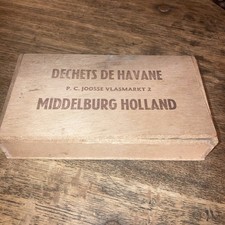 DECHETS DE HAVANE
P. C. JOOSSE VLASMARKT 2
MIDDELBURG HOLLAND